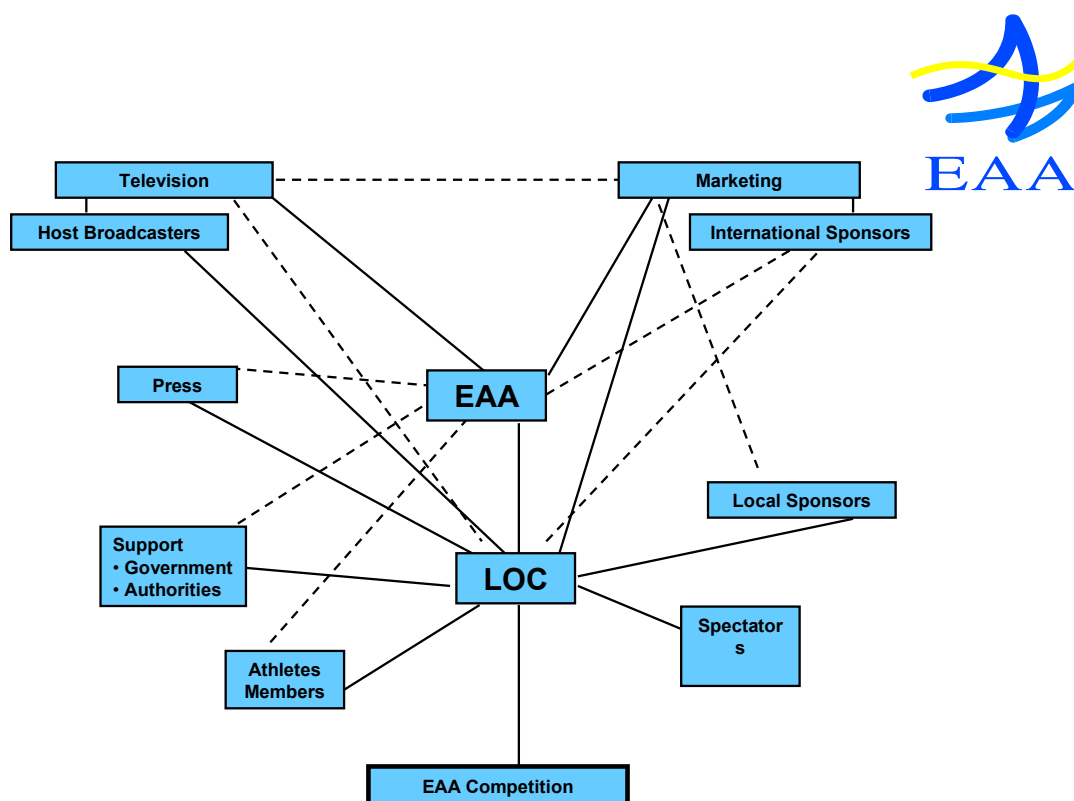 EAA
Television
Marketing
Host Broadcasters
International Sponsors
Press
EAA
Local Sponsors
Support
• Government
• Authorities
LOC
Spectator
s
Athletes
Members
EAA Competition